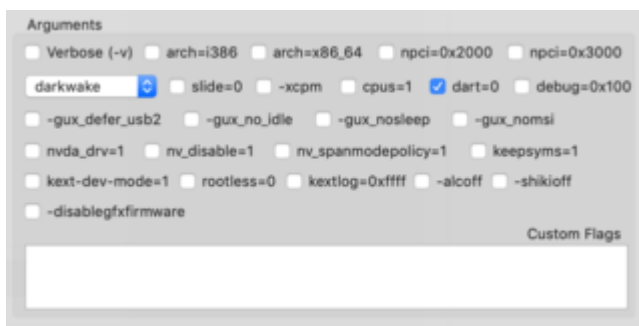 Arguments
Verbose (-v) arch=i386 arch=x86_64 npci=0x2000 npci=0x3000
darkwake slide=0 -xcpm cpus=1 dart=0 debug=0x100
-gux_defer_usb2 -gux_no_idle -gux_nosleep -gux_nomsi
nvda_drv=1 nv_disable=1 nv_spanmodepolicy=1 keepsyms=1
kext-dev-mode=1 rootless=0 kextlog=0xffff -alcoff -shikioff
-disablegfxfirmware
Custom Flags